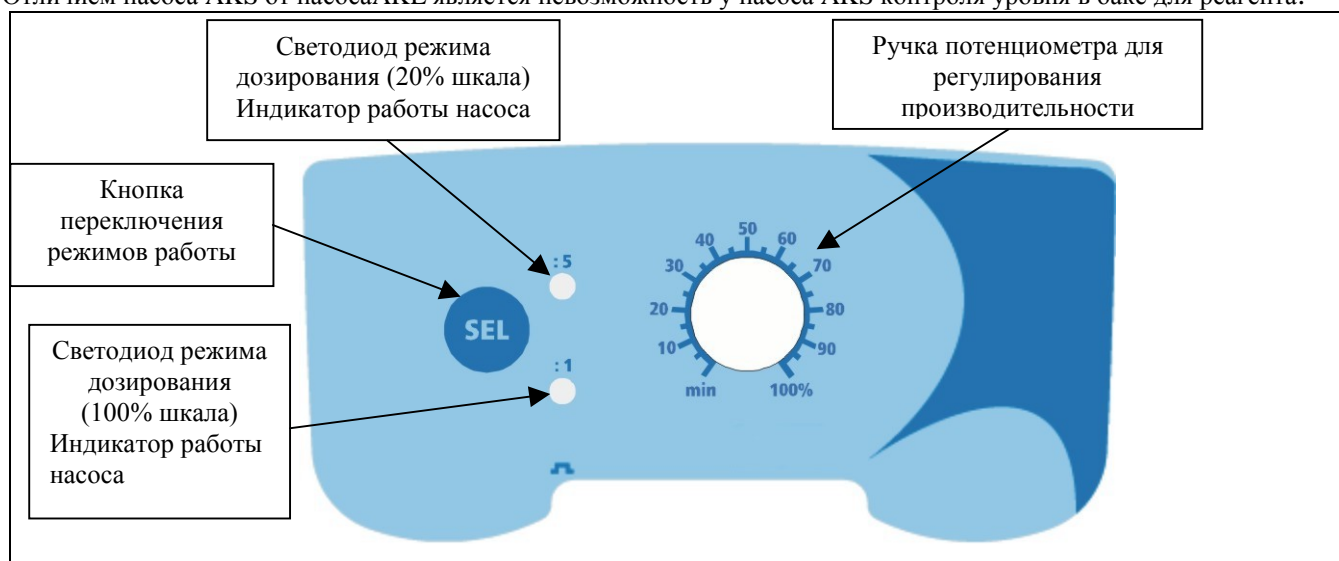 Отличием насоса AKS от насосаAKL является невозможность у насоса AKS контроля уровня в баке для реагента.
Светодиод режима
дозирования (20% шкала)
Индикатор работы насоса
Ручка потенциометра для
регулирования
производительности
Кнопка
переключения
режимов работы
Светодиод режима
дозирования
(100% шкала)
Индикатор работы
насоса
SEL
: 5
: 1
min
10
20
30
40
50
60
70
80
90
100%